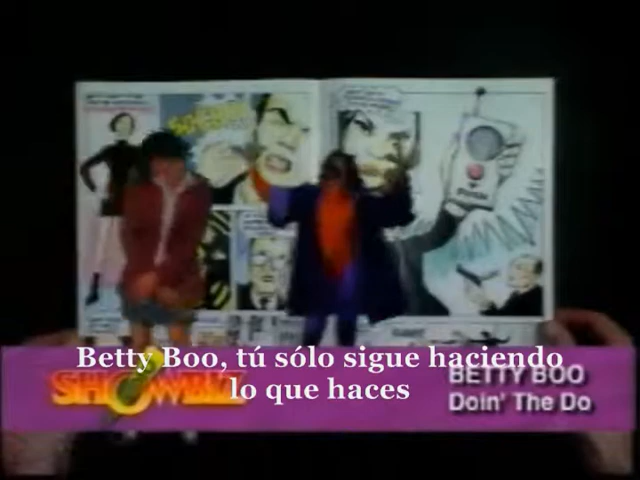 Betty Boo, tú sólo sigue haciendo
lo que haces
SHOWBIZ
BETTY BOO
Doin' The Do